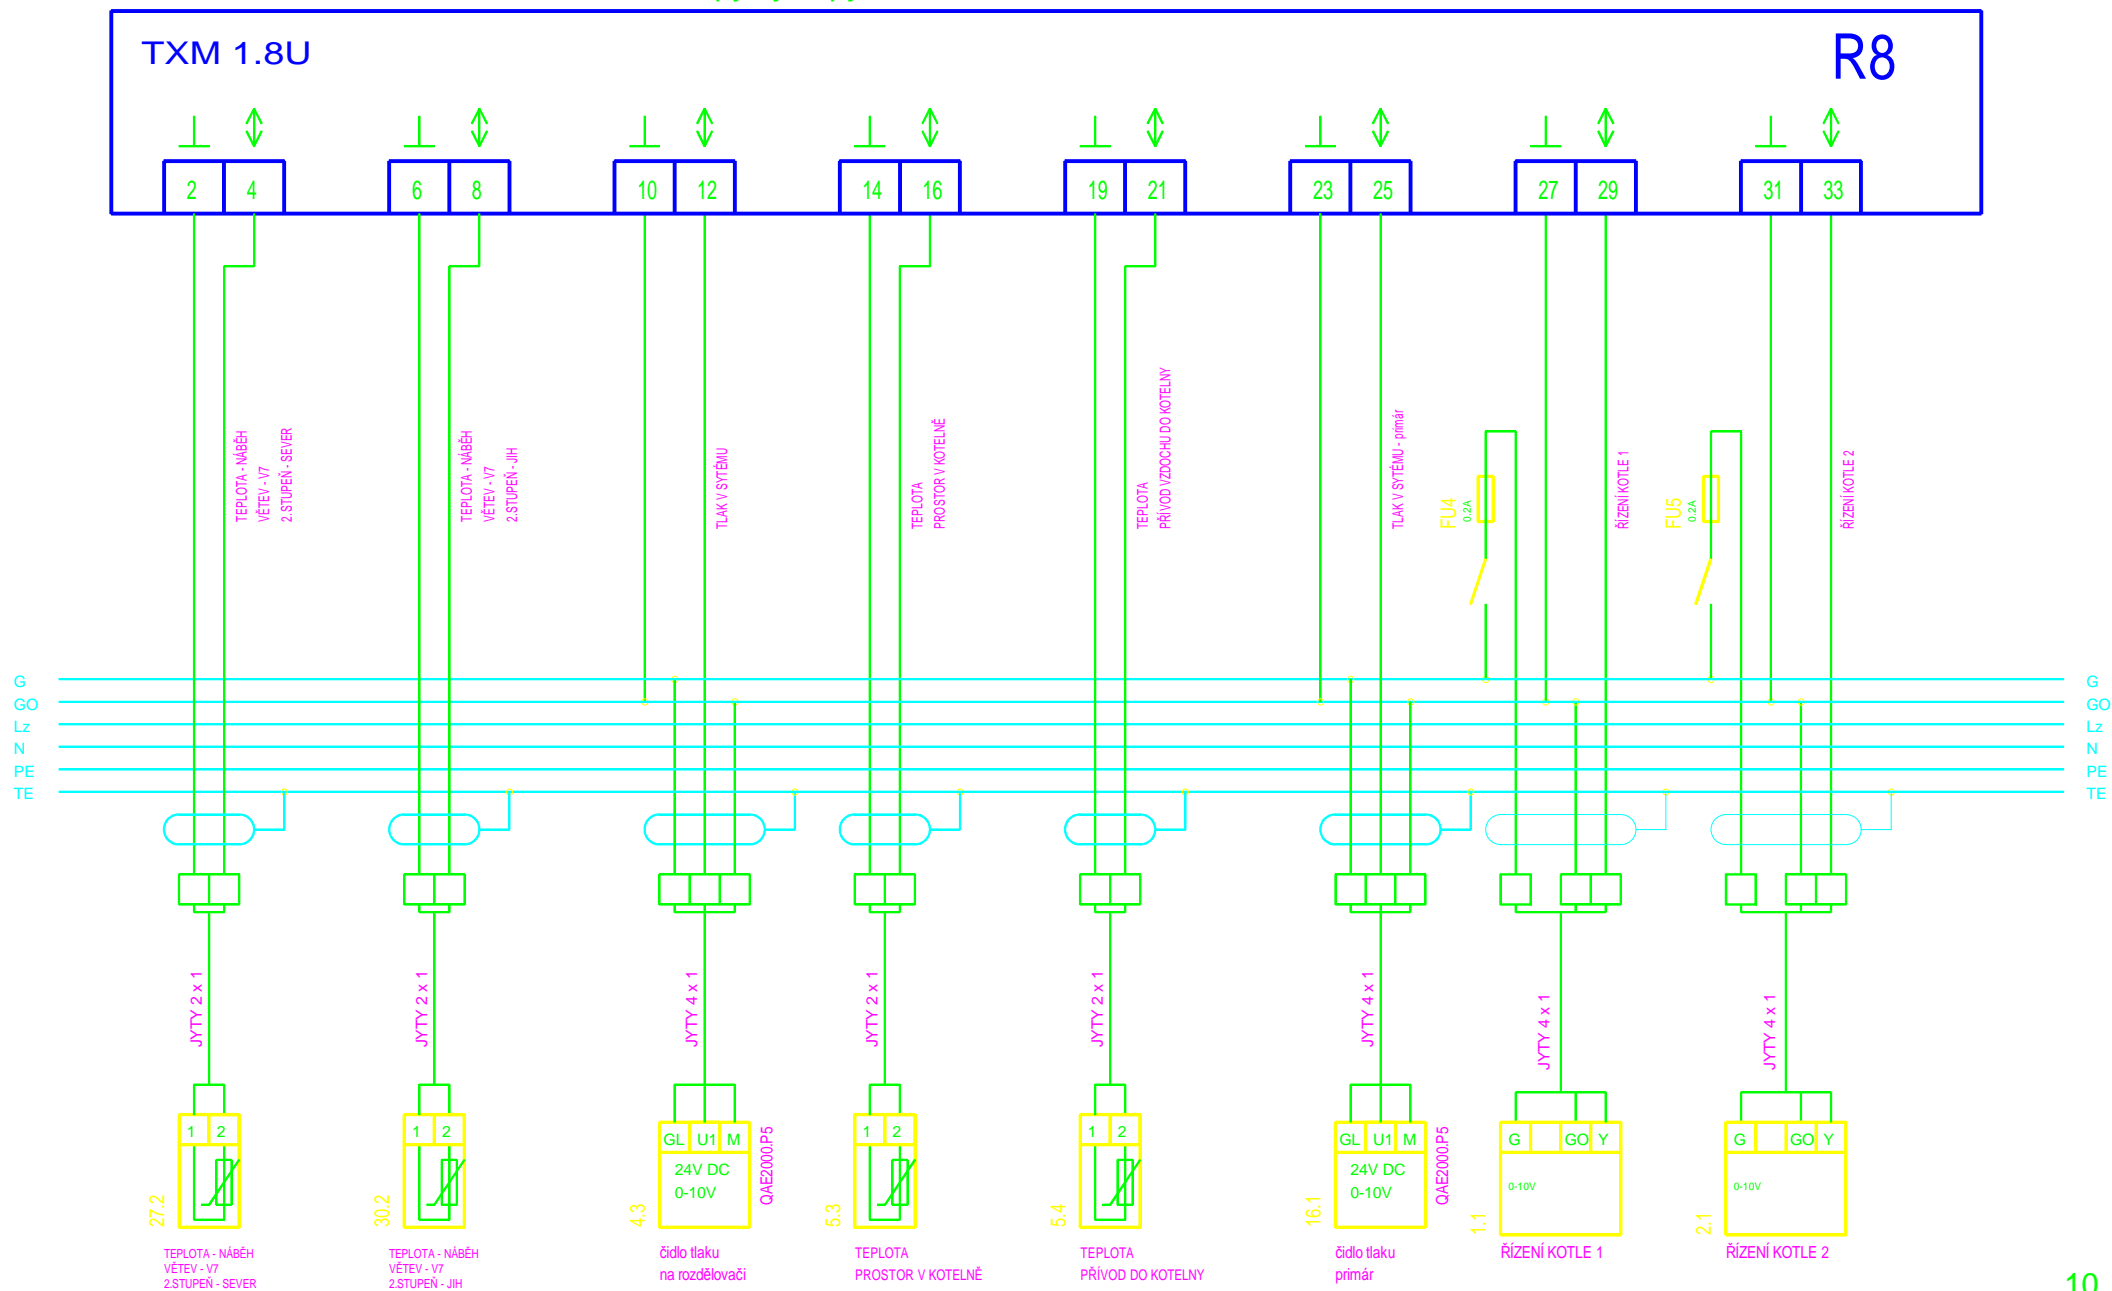 TXM 1.8U
R8
2 4 6 8 10 12 14 16 19 21 23 25 27 29 31 33
TEPLOTA - NÁBĚH
VĚTEV - V7
2.STUPEŇ - SEVER
TEPLOTA - NÁBĚH
VĚTEV - V7
2.STUPEŇ - JIH
TLAK V SYTÉMU
TEPLOTA
PROSTOR V KOTELNĚ
TEPLOTA
PŘÍVOD VZDOCHU DO KOTELNY
TLAK V SYTÉMU - primár
FU4
0.2A
ŘÍZENÍ KOTLE 1
FU5
0.2A
ŘÍZENÍ KOTLE 2
G G
GO GO
Lz Lz
N N
PE PE
TE TE
JYTY 2 x 1
JYTY 2 x 1
JYTY 4 x 1
JYTY 2 x 1
JYTY 2 x 1
JYTY 4 x 1
JYTY 4 x 1
JYTY 4 x 1
27.2
1 2
TEPLOTA - NÁBĚH
VĚTEV - V7
2.STUPEŇ - SEVER
30.2
1 2
TEPLOTA - NÁBĚH
VĚTEV - V7
2.STUPEŇ - JIH
4.3
GL U1 M
24V DC
0-10V
QAE2000.P5
čidlo tlaku
na rozdělovači
5.3
1 2
TEPLOTA
PROSTOR V KOTELNĚ
5.4
1 2
TEPLOTA
PŘÍVOD DO KOTELNY
16.1
GL U1 M
24V DC
0-10V
QAE2000.P5
čidlo tlaku
primár
1.1
G GO Y
0-10V
ŘÍZENÍ KOTLE 1
2.1
G GO Y
0-10V
ŘÍZENÍ KOTLE 2
10